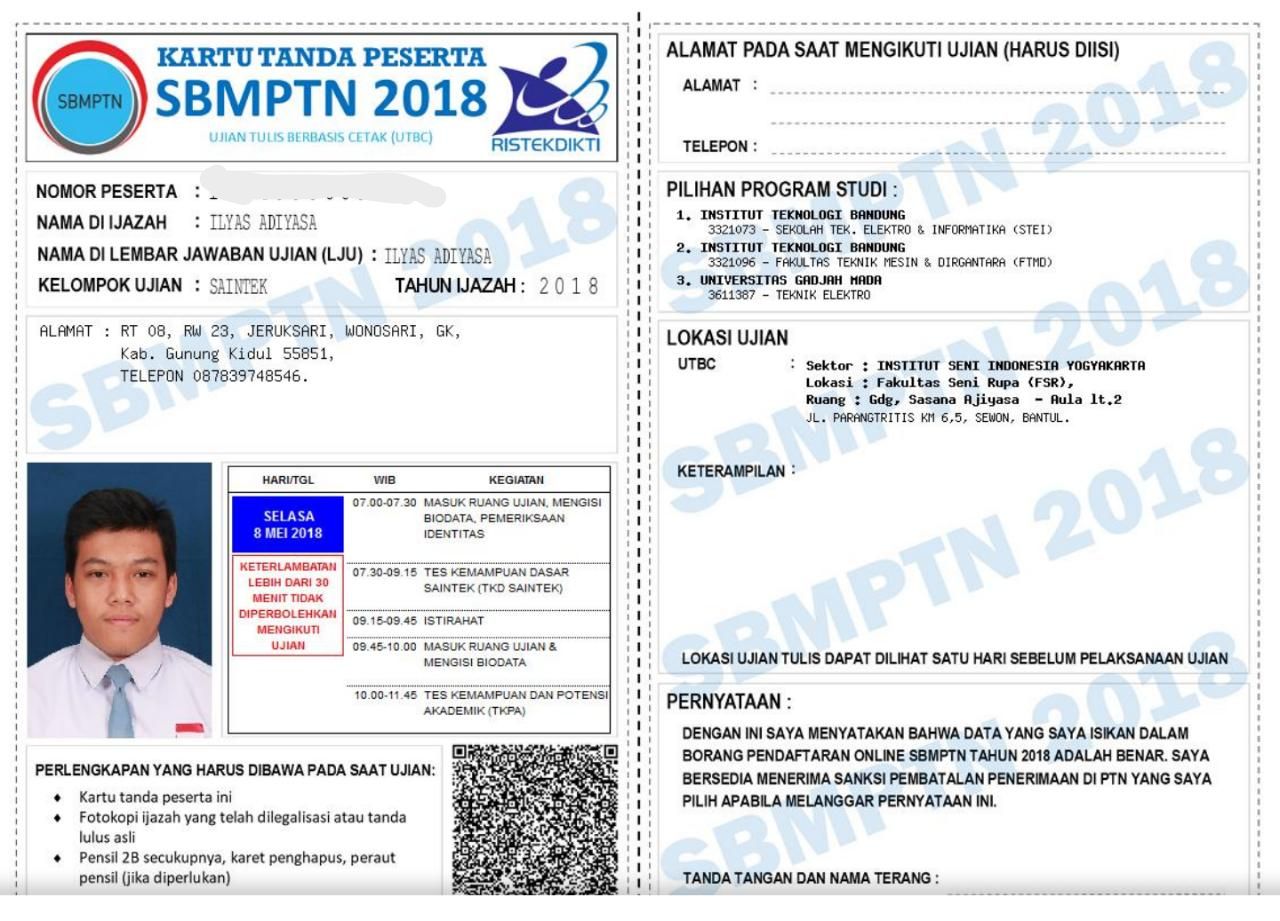 KARTU TANDA PESERTA
SBMPTN 2018
UJIAN TULIS BERBASIS CETAK (UTBC)
SBMPTN
RISTEKDIKTI
NOMOR PESERTA :
NAMA DI IJAZAH : ILYAS ADIYASA
NAMA DI LEMBAR JAWABAN UJIAN (LJU) : ILYAS ADIYASA
KELOMPOK UJIAN : SAINTEK TAHUN IJAZAH : 2018
ALAMAT : RT 08, RW 23, JERUKSARI, WONOSARI, GK,
Kab. Gunung Kidul 55851,
TELEPON 087839748546.
HARI/TGL WIB KEGIATAN
SELASA
8 MEI 2018
KETERLAMBATAN
LEBIH DARI 30
MENIT TIDAK
DIPERBOLEHKAN
MENGIKUTI
UJIAN
07.00-07.30 MASUK RUANG UJIAN, MENGISI
BIODATA, PEMERIKSAAN
IDENTITAS
07.30-09.15 TES KEMAMPUAN DASAR
SAINTEK (TKD SAINTEK)
09.15-09.45 ISTIRAHAT
09.45-10.00 MASUK RUANG UJIAN &
MENGISI BIODATA
10.00-11.45 TES KEMAMPUAN DAN POTENSI
AKADEMIK (TKPA)
PERLENGKAPAN YANG HARUS DIBAWA PADA SAAT UJIAN:
♦ Kartu tanda peserta ini
♦ Fotokopi ijazah yang telah dilegalisasi atau tanda
lulus asli
♦ Pensil 2B secukupnya, karet penghapus, peraut
pensil (jika diperlukan)
ALAMAT PADA SAAT MENGIKUTI UJIAN (HARUS DIISI)
ALAMAT :
TELEPON :
PILIHAN PROGRAM STUDI :
1. INSTITUT TEKNOLOGI BANDUNG
3321073 - SEKOLAH TEK. ELEKTRO & INFORMATIKA (STEI)
2. INSTITUT TEKNOLOGI BANDUNG
3321096 - FAKULTAS TEKNIK MESIN & DIRGANTARA (FTMD)
3. UNIVERSITAS GADJAH MADA
3611387 - TEKNIK ELEKTRO
LOKASI UJIAN
UTBC : Sektor : INSTITUT SENI INDONESIA YOGYAKARTA
Lokasi : Fakultas Seni Rupa (FSR),
Ruang : Gdg, Sasana Ajiyasa - Aula lt.2
JL. PARANGTRITIS KM 6,5, SEWON, BANTUL.
KETERAMPILAN :
LOKASI UJIAN TULIS DAPAT DILIHAT SATU HARI SEBELUM PELAKSANAAN UJIAN
PERNYATAAN :
DENGAN INI SAYA MENYATAKAN BAHWA DATA YANG SAYA ISIKAN DALAM
BORANG PENDAFTARAN ONLINE SBMPTN TAHUN 2018 ADALAH BENAR. SAYA
BERSEDIA MENERIMA SANKSI PEMBATALAN PENERIMAAN DI PTN YANG SAYA
PILIH APABILA MELANGGAR PERNYATAAN INI.
TANDA TANGAN DAN NAMA TERANG :
SBMPTN 2018
SBMPTN 2018
SBMPTN 2018
SBMPTN 2018
SBMPTN 2018